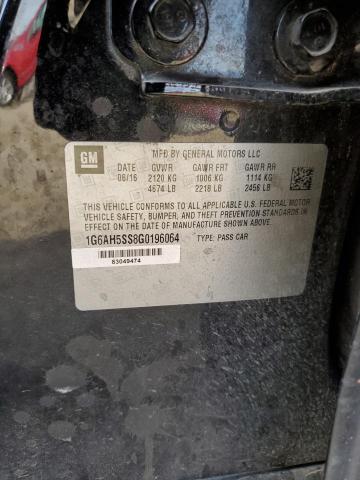 GM
MFD BY GENERAL MOTORS LLC
DATE GVWR GAWR FRT GAWR RR
06/16 2120 KG 1006 KG 1114 KG
4674 LB 2218 LB 2456 LB
THIS VEHICLE CONFORMS TO ALL APPLICABLE U.S. FEDERAL MOTOR
VEHICLE SAFETY, BUMPER, AND THEFT PREVENTION STANDARDS
IN EFFECT ON THE DATE OF MANUFACTURE SHOWN ABOVE.
1G6AH5SS8G0196064 TYPE: PASS CAR
83049474